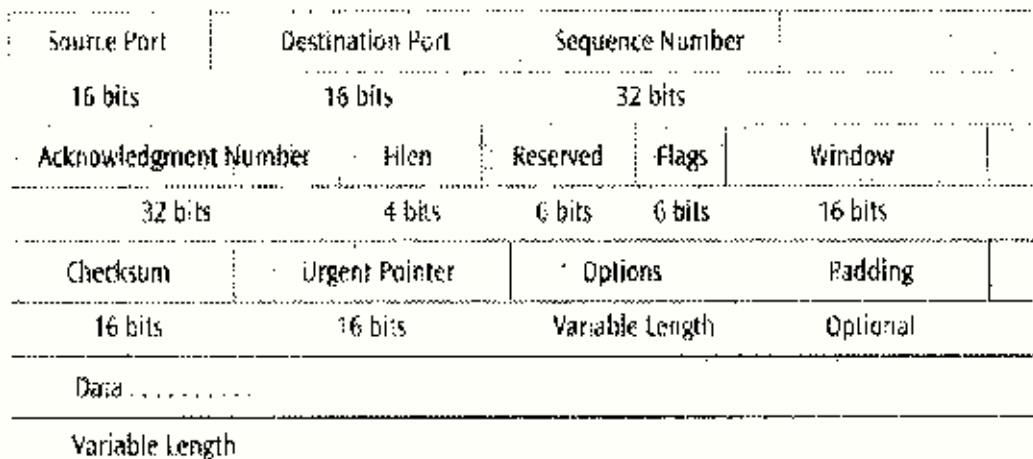 Source Port Destination Port Sequence Number
16 bits 16 bits 32 bits
Acknowledgment Number Hlen Reserved Flags Window
32 bits 4 bits 6 bits 6 bits 16 bits
Checksum Urgent Pointer Options Padding
16 bits 16 bits Variable Length Optional
Data . . . . . . . . . .
Variable Length